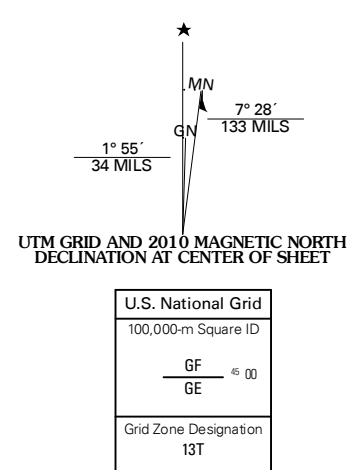 ★
MN
GN
7° 28´
133 MILS
1° 55´
34 MILS
UTM GRID AND 2010 MAGNETIC NORTH
DECLINATION AT CENTER OF SHEET
U.S. National Grid
100,000-m Square ID
GF
45 00
GE
Grid Zone Designation
13T